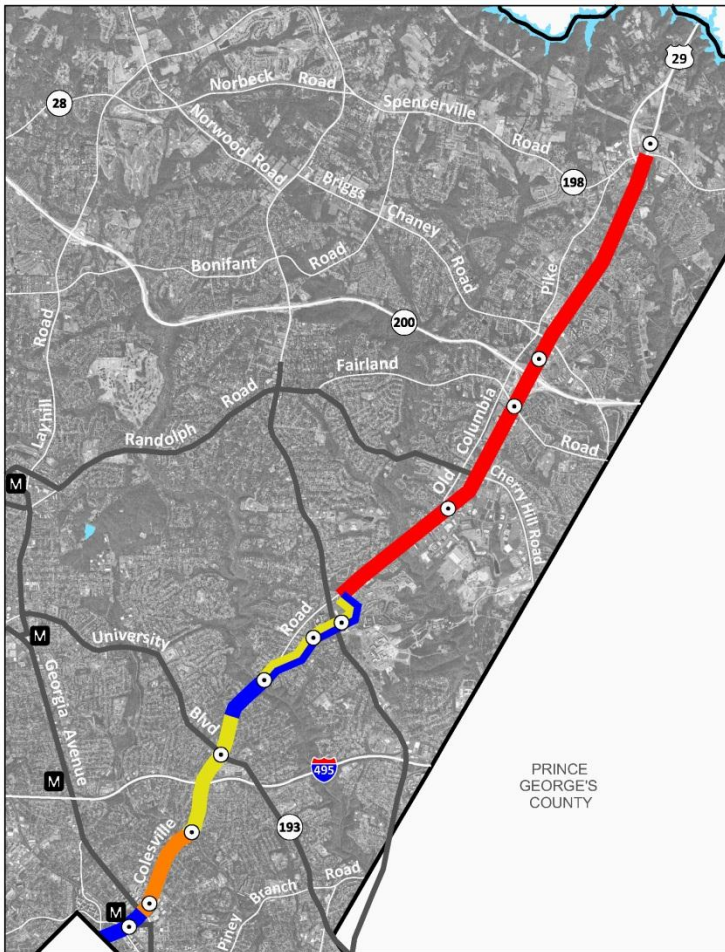 29
Norbeck Road
Spencerville Road
28
Norwood Road
198
Briggs Chaney Road
Bonifant Road
Pike
200
Layhill Road
Fairland Road
Randolph Road
Old Columbia
Cherry Hill Road
M
University Blvd
Road
M
Georgia Avenue
495
PRINCE
GEORGE'S
COUNTY
M
193
Colesville
Piney Branch Road
M